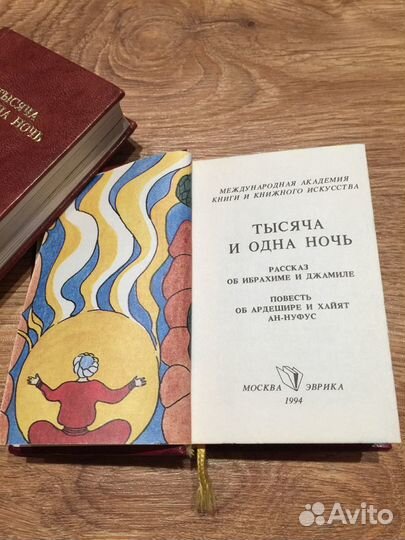 ТЫСЯЧА
НА НОЧЬ
МЕЖДУНАРОДНАЯ АКАДЕМИЯ
КНИГИ И КНИЖНОГО ИСКУССТВА
ТЫСЯЧА
И ОДНА НОЧЬ
РАССКАЗ
ОБ ИБРАХИМЕ И ДЖАМИЛЕ
ПОВЕСТЬ
ОБ АРДЕШИРЕ И ХАЙЯТ
АН-НУФУС
МОСКВА ЭВРИКА
1994
Avito